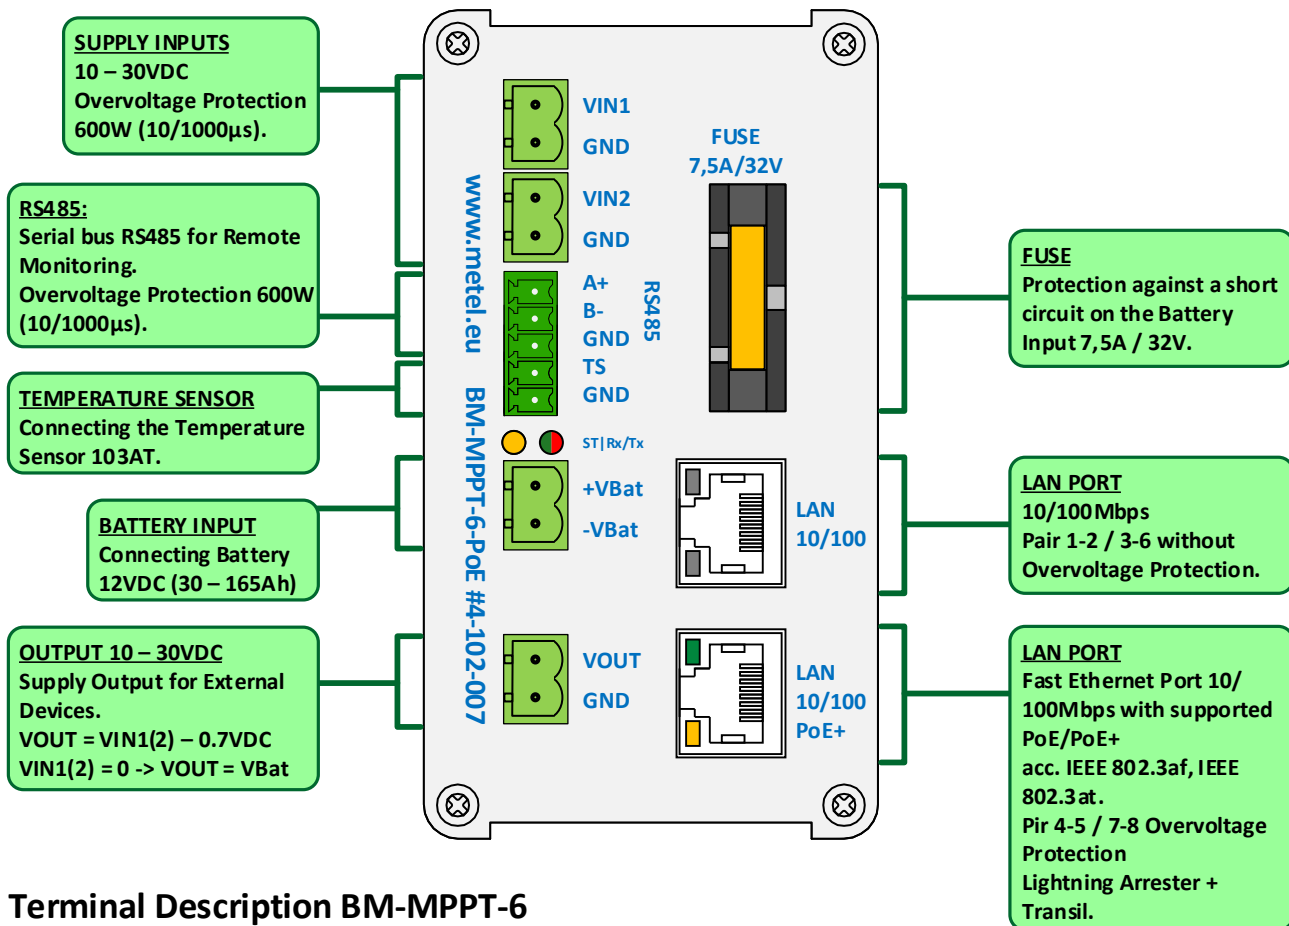 SUPPLY INPUTS
10 – 30VDC
Overvoltage Protection
600W (10/1000µs).
RS485:
Serial bus RS485 for Remote
Monitoring.
Overvoltage Protection 600W
(10/1000µs).
TEMPERATURE SENSOR
Connecting the Temperature
Sensor 103AT.
BATTERY INPUT
Connecting Battery
12VDC (30 – 165Ah)
OUTPUT 10 – 30VDC
Supply Output for External
Devices.
VOUT = VIN1(2) – 0.7VDC
VIN1(2) = 0 -> VOUT = VBat
www.metel.eu BM-MPPT-6-PoE #4-102-007
VIN1
GND
VIN2
GND
A+
B-
GND
TS
GND
RS485
ST|Rx/Tx
+VBat
-VBat
VOUT
GND
FUSE
7,5A/32V
LAN
10/100
LAN
10/100
PoE+
FUSE
Protection against a short
circuit on the Battery
Input 7,5A / 32V.
LAN PORT
10/100Mbps
Pair 1-2 / 3-6 without
Overvoltage Protection.
LAN PORT
Fast Ethernet Port 10/
100Mbps with supported
PoE/PoE+
acc. IEEE 802.3af, IEEE
802.3at.
Pir 4-5 / 7-8 Overvoltage
Protection
Lightning Arrester +
Transil.
Terminal Description BM-MPPT-6